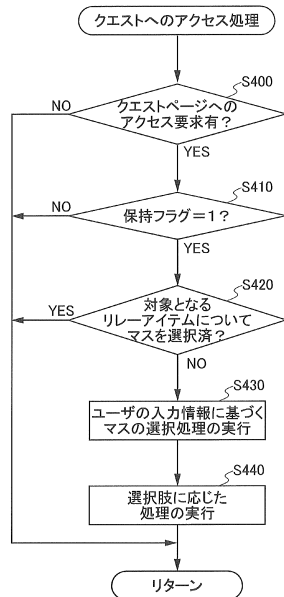 クエストへのアクセス処理
S400
クエストページへの
アクセス要求有？
NO
YES
S410
保持フラグ＝1？
NO
YES
S420
対象となる
リレーアイテムについて
マスを選択済？
YES
NO
S430
ユーザの入力情報に基づく
マスの選択処理の実行
S440
選択肢に応じた
処理の実行
リターン